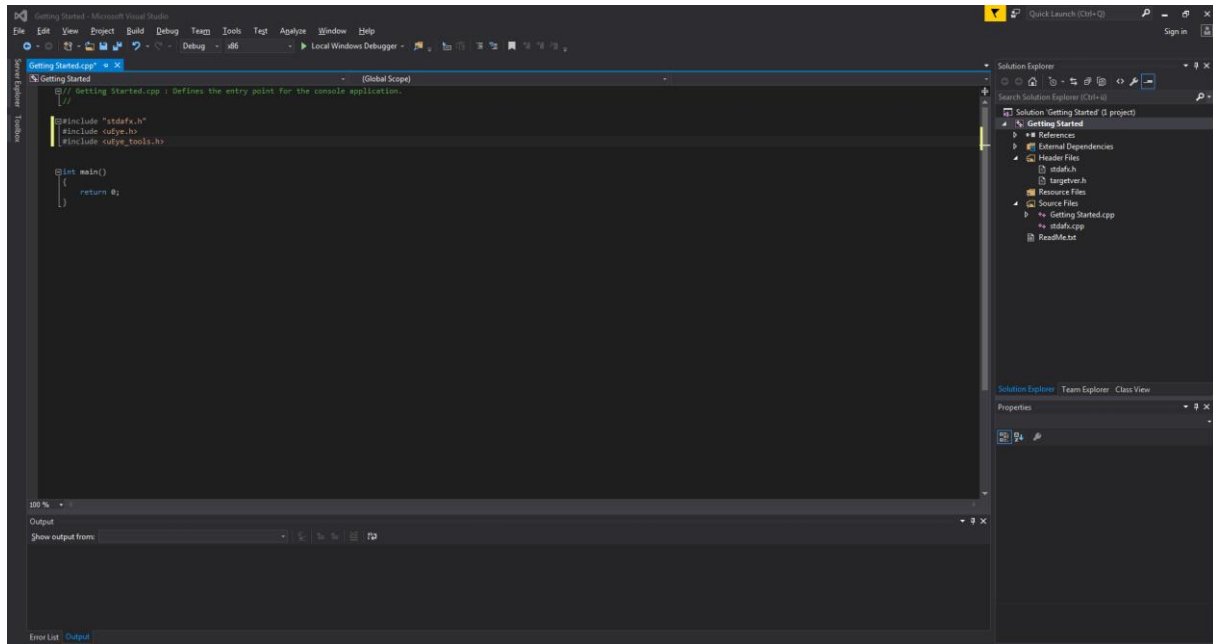 Getting Started - Microsoft Visual Studio
Quick Launch (Ctrl+Q)
File Edit View Project Build Debug Team Tools Test Analyze Window Help
Sign in
Debug x86 Local Windows Debugger
Server Explorer
Toolbox
Getting Started.cpp*
Getting Started
(Global Scope)
// Getting Started.cpp : Defines the entry point for the console application.
//
#include "stdafx.h"
#include <uEye.h>
#include <uEye_tools.h>
int main()
{
return 0;
}
100 %
Output
Show output from:
Error List Output
Solution Explorer
Search Solution Explorer (Ctrl+ü)
Solution 'Getting Started' (1 project)
Getting Started
References
External Dependencies
Header Files
stdafx.h
targetver.h
Resource Files
Source Files
Getting Started.cpp
stdafx.cpp
ReadMe.txt
Solution Explorer Team Explorer Class View
Properties